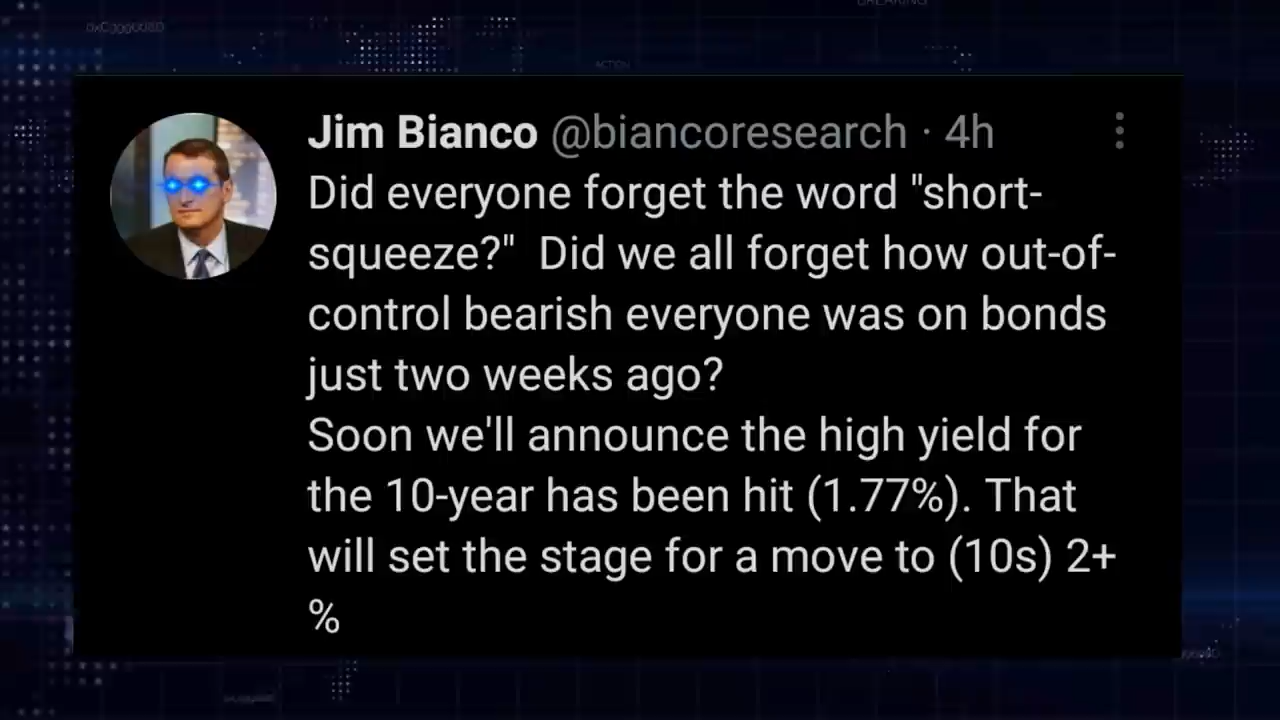 BREAKING
ACTION
Jim Bianco @biancoresearch · 4h
Did everyone forget the word "short-
squeeze?"  Did we all forget how out-of-
control bearish everyone was on bonds
just two weeks ago?
Soon we'll announce the high yield for
the 10-year has been hit (1.77%). That
will set the stage for a move to (10s) 2+
%